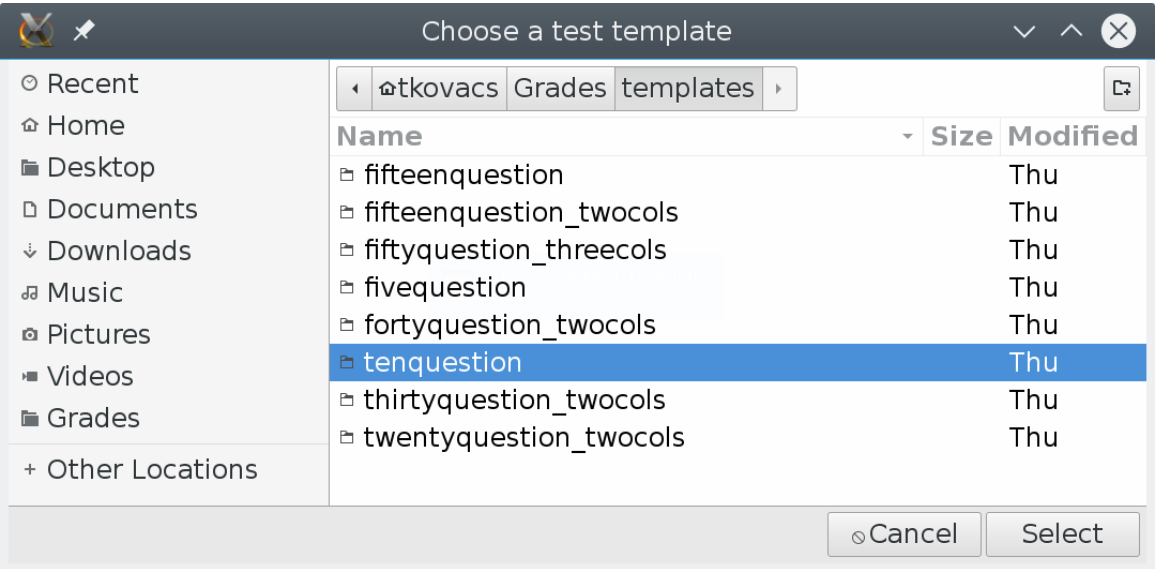 Choose a test template
Recent
Home
Desktop
Documents
Downloads
Music
Pictures
Videos
Grades
Other Locations
tkovacs Grades templates
Name Size Modified
fifteenquestion Thu
fifteenquestion_twocols Thu
fiftyquestion_threecols Thu
fivequestion Thu
fortyquestion_twocols Thu
tenquestion Thu
thirtyquestion_twocols Thu
twentyquestion_twocols Thu
Cancel Select